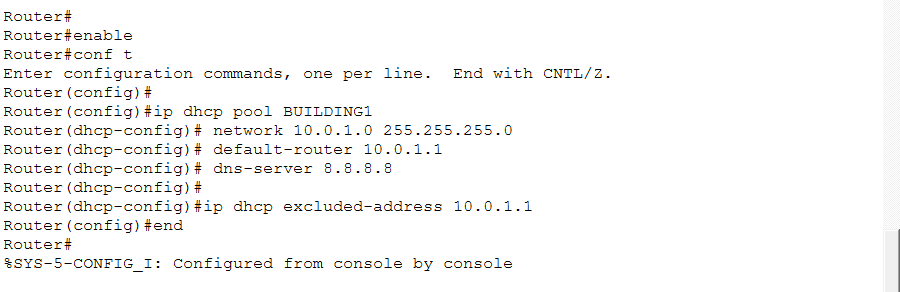 Router#
Router#enable
Router#conf t
Enter configuration commands, one per line.  End with CNTL/Z.
Router(config)#
Router(config)#ip dhcp pool BUILDING1
Router(dhcp-config)# network 10.0.1.0 255.255.255.0
Router(dhcp-config)# default-router 10.0.1.1
Router(dhcp-config)# dns-server 8.8.8.8
Router(dhcp-config)#
Router(dhcp-config)#ip dhcp excluded-address 10.0.1.1
Router(config)#end
Router#
%SYS-5-CONFIG_I: Configured from console by console